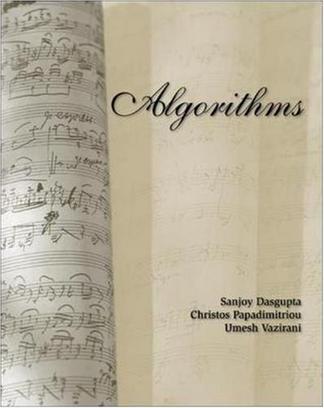 Algorithms
Sanjoy Dasgupta
Christos Papadimitriou
Umesh Vazirani